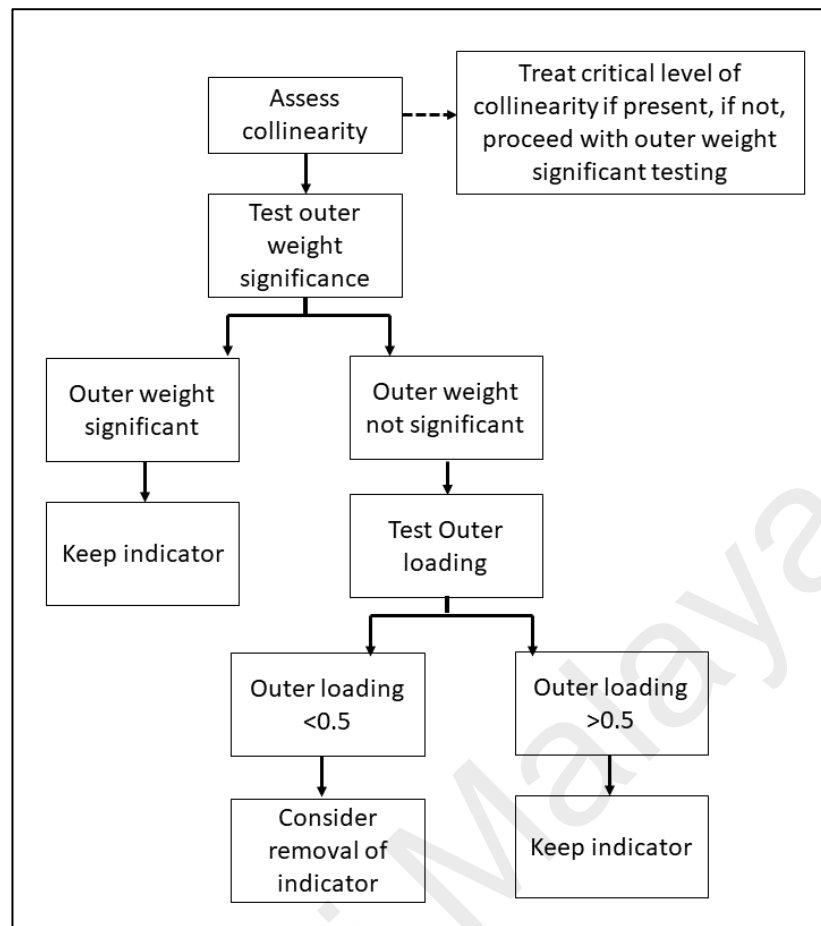 Assess
collinearity
Treat critical level of
collinearity if present, if not,
proceed with outer weight
significant testing
Test outer
weight
significance
Outer weight
significant
Outer weight
not significant
Keep indicator
Test Outer
loading
Outer loading
<0.5
Outer loading
>0.5
Consider
removal of
indicator
Keep indicator
Malaya